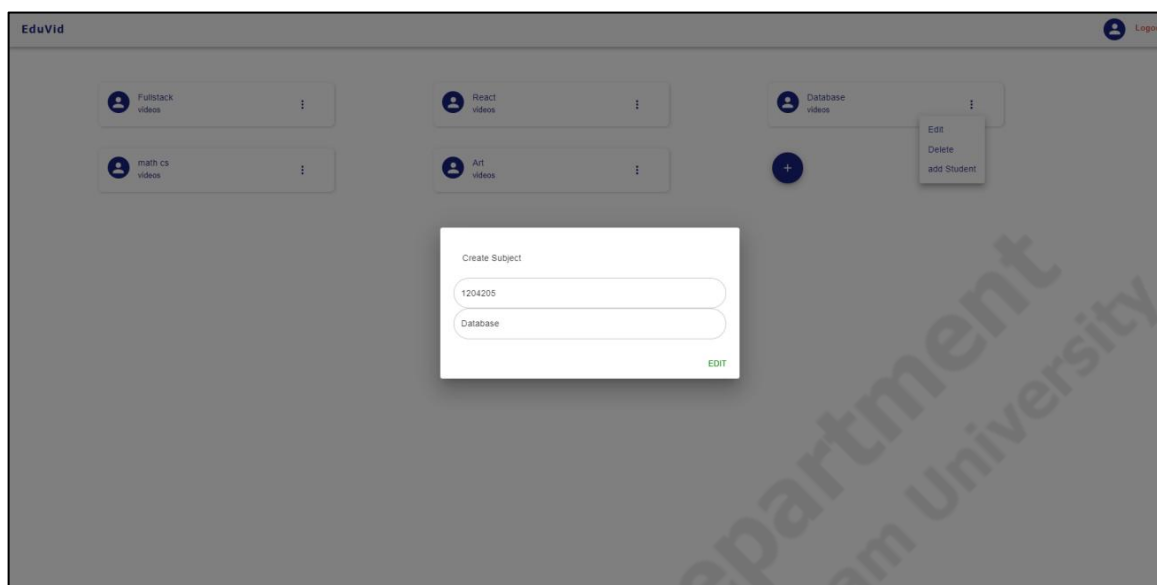 EduVid
Fullstack
videos
React
videos
Database
videos
Edit
Delete
add Student
math cs
videos
Art
videos
+
Create Subject
1204205
Database
EDIT
University